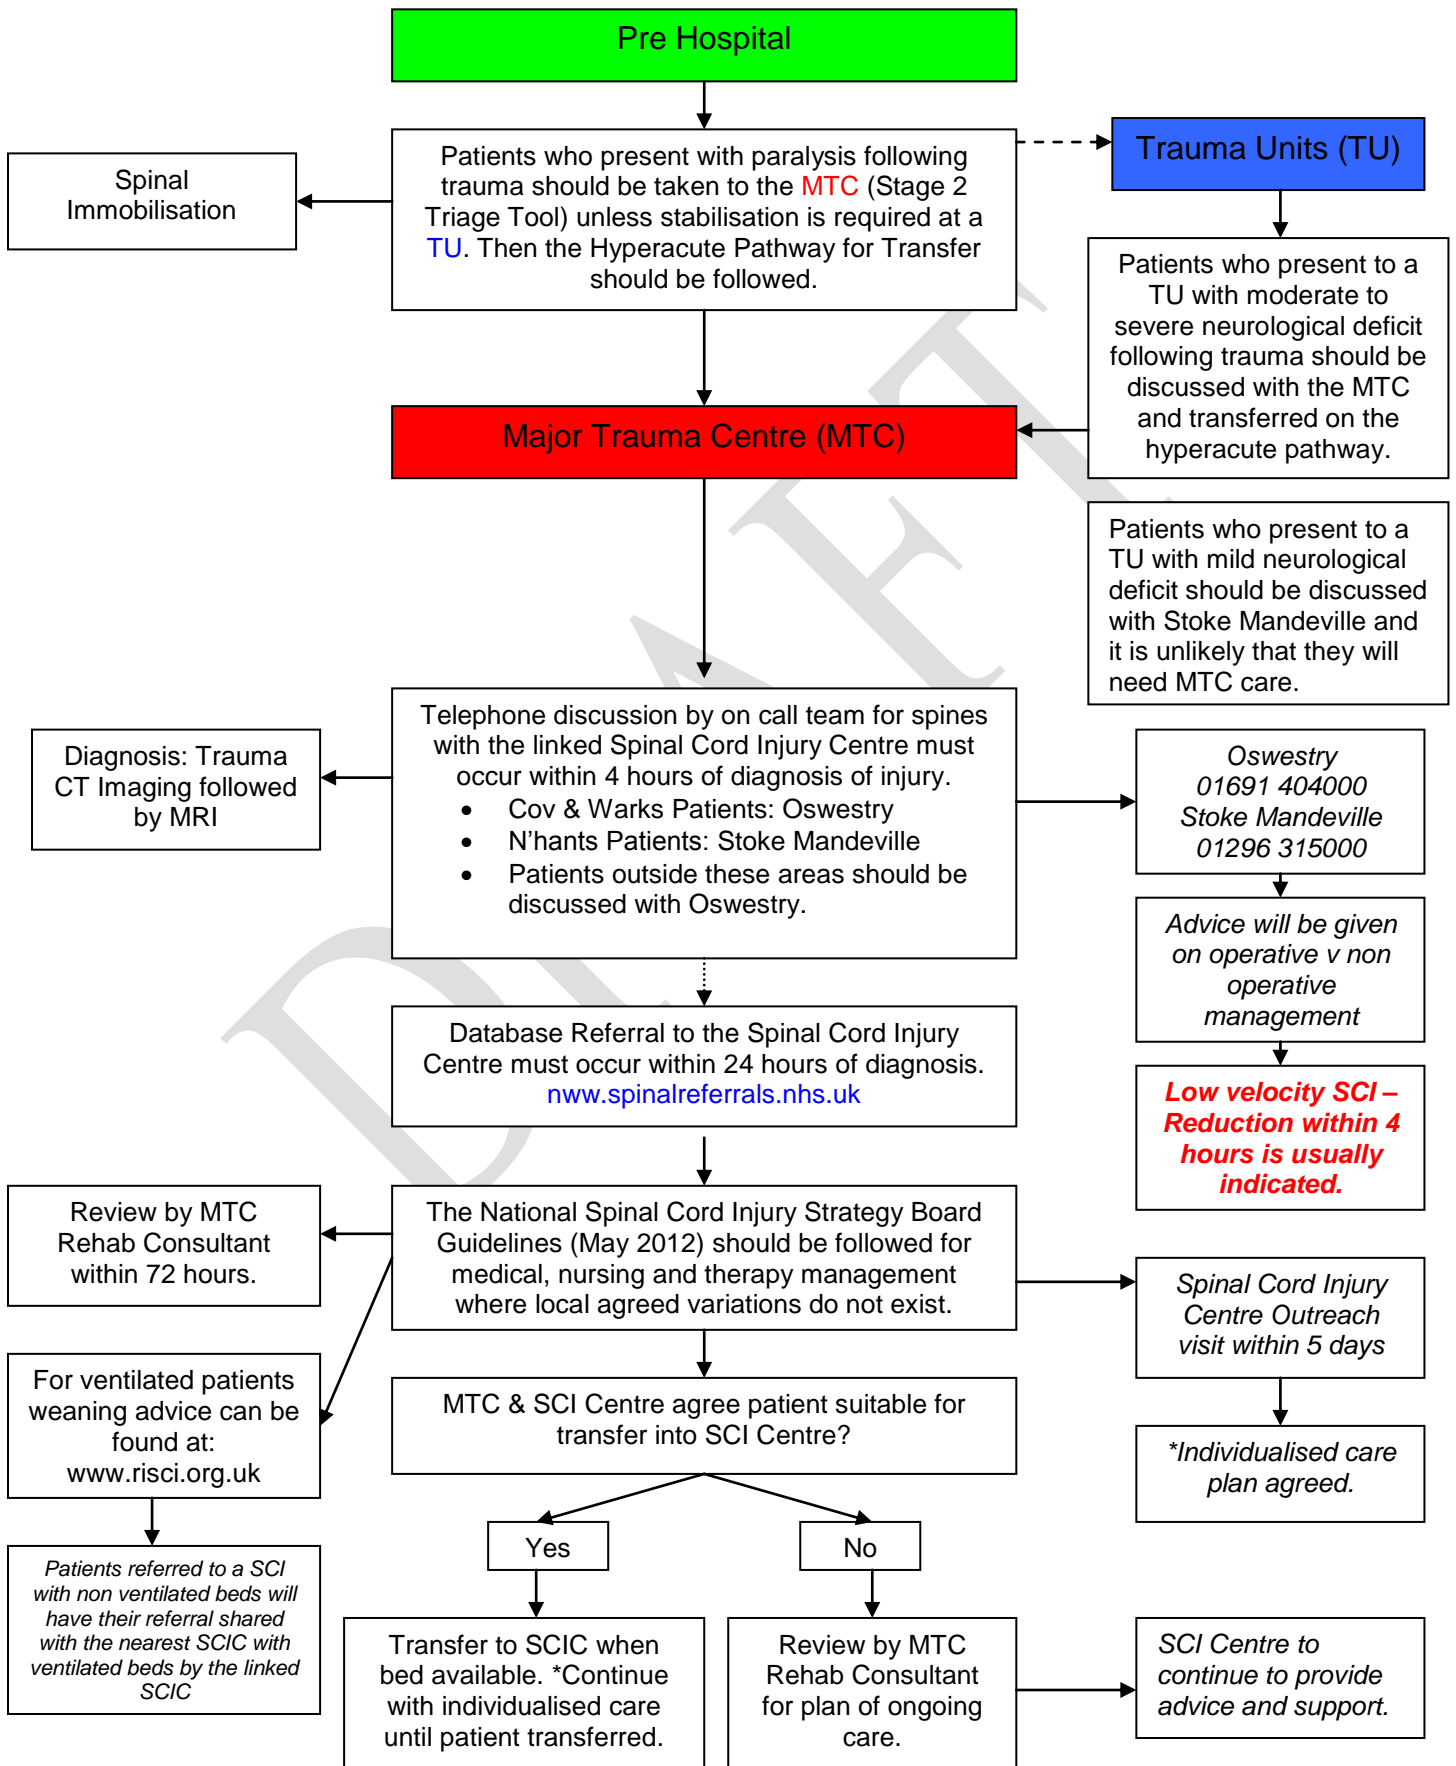 Pre Hospital
Spinal
Immobilisation
Patients who present with paralysis following
trauma should be taken to the MTC (Stage 2
Triage Tool) unless stabilisation is required at a
TU. Then the Hyperacute Pathway for Transfer
should be followed.
Trauma Units (TU)
Patients who present to a
TU with moderate to
severe neurological deficit
following trauma should be
discussed with the MTC
and transferred on the
hyperacute pathway.
Major Trauma Centre (MTC)
Patients who present to a
TU with mild neurological
deficit should be discussed
with Stoke Mandeville and
it is unlikely that they will
need MTC care.
Diagnosis: Trauma
CT Imaging followed
by MRI
Telephone discussion by on call team for spines
with the linked Spinal Cord Injury Centre must
occur within 4 hours of diagnosis of injury.
• Cov & Warks Patients: Oswestry
• N'hants Patients: Stoke Mandeville
• Patients outside these areas should be
discussed with Oswestry.
Oswestry
01691 404000
Stoke Mandeville
01296 315000
Advice will be given
on operative v non
operative
management
Low velocity SCI –
Reduction within 4
hours is usually
indicated.
Database Referral to the Spinal Cord Injury
Centre must occur within 24 hours of diagnosis.
nww.spinalreferrals.nhs.uk
Review by MTC
Rehab Consultant
within 72 hours.
The National Spinal Cord Injury Strategy Board
Guidelines (May 2012) should be followed for
medical, nursing and therapy management
where local agreed variations do not exist.
Spinal Cord Injury
Centre Outreach
visit within 5 days
*Individualised care
plan agreed.
For ventilated patients
weaning advice can be
found at:
www.risci.org.uk
Patients referred to a SCI
with non ventilated beds will
have their referral shared
with the nearest SCIC with
ventilated beds by the linked
SCIC
MTC & SCI Centre agree patient suitable for
transfer into SCI Centre?
Yes
No
Transfer to SCIC when
bed available. *Continue
with individualised care
until patient transferred.
Review by MTC
Rehab Consultant
for plan of ongoing
care.
SCI Centre to
continue to provide
advice and support.
DRAFT